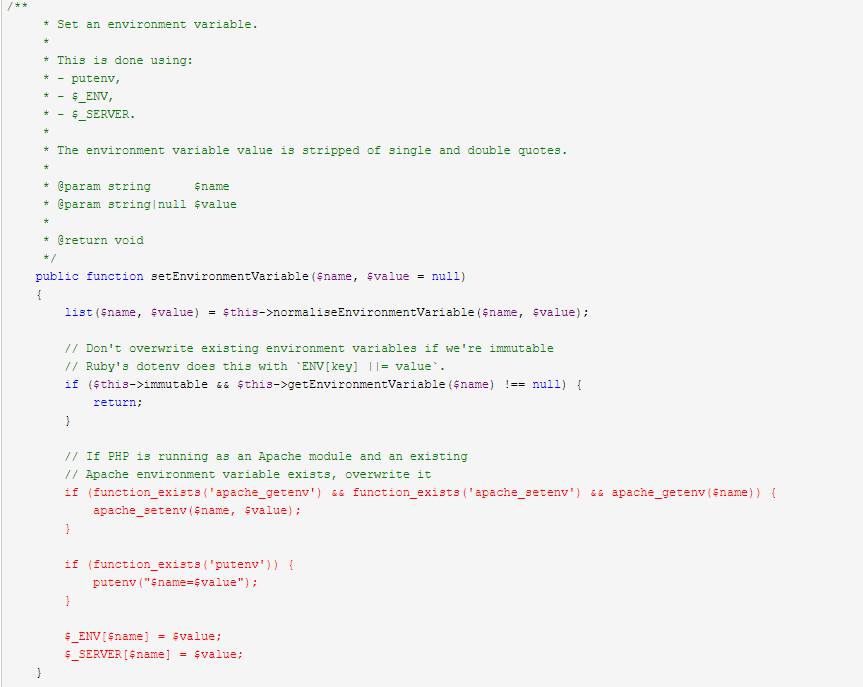 /**
     * Set an environment variable.
     *
     * This is done using:
     * - putenv,
     * - $_ENV,
     * - $_SERVER.
     *
     * The environment variable value is stripped of single and double quotes.
     *
     * @param string      $name
     * @param string|null $value
     *
     * @return void
     */
    public function setEnvironmentVariable($name, $value = null)
    {
        list($name, $value) = $this->normaliseEnvironmentVariable($name, $value);

        // Don't overwrite existing environment variables if we're immutable
        // Ruby's dotenv does this with `ENV[key] ||= value`.
        if ($this->immutable && $this->getEnvironmentVariable($name) !== null) {
            return;
        }

        // If PHP is running as an Apache module and an existing
        // Apache environment variable exists, overwrite it
        if (function_exists('apache_getenv') && function_exists('apache_setenv') && apache_getenv($name)) {
            apache_setenv($name, $value);
        }

        if (function_exists('putenv')) {
            putenv("$name=$value");
        }

        $_ENV[$name] = $value;
        $_SERVER[$name] = $value;
    }